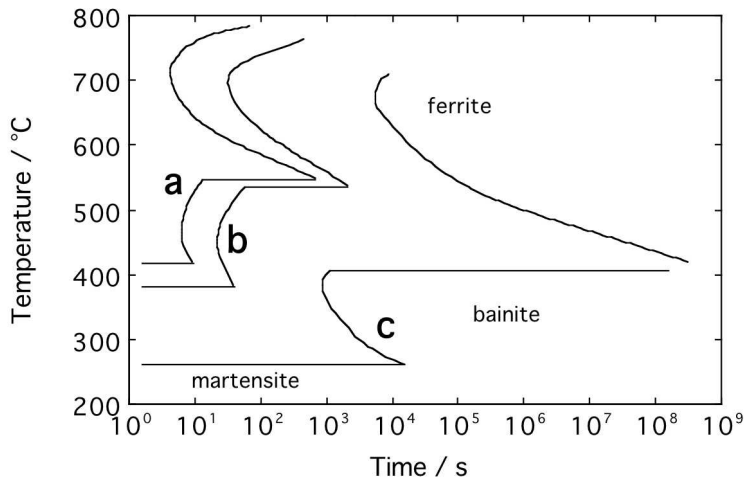 800
700
600
500
400
300
200
Temperature / °C
a
b
c
ferrite
bainite
martensite
10⁰ 10¹ 10² 10³ 10⁴ 10⁵ 10⁶ 10⁷ 10⁸ 10⁹
Time / s